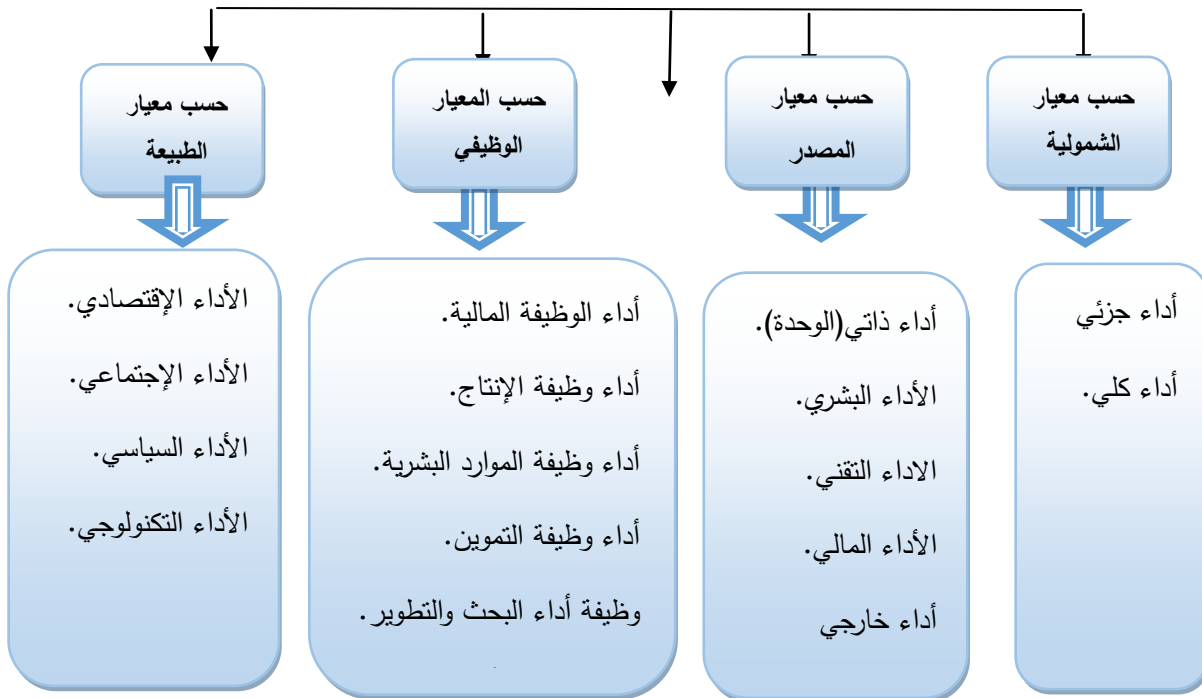 حسب معيار
الشمولية
حسب معيار
المصدر
حسب المعيار
الوظيفي
حسب معيار
الطبيعة
أداء جزئي
أداء كلي.
أداء ذاتي(الوحدة).
الأداء البشري.
الاداء التقني.
الأداء المالي.
أداء خارجي
أداء الوظيفة المالية.
أداء وظيفة الإنتاج.
أداء وظيفة الموارد البشرية.
أداء وظيفة التموين.
وظيفة أداء البحث والتطوير.
الأداء الإقتصادي.
الأداء الإجتماعي.
الأداء السياسي.
الأداء التكنولوجي.